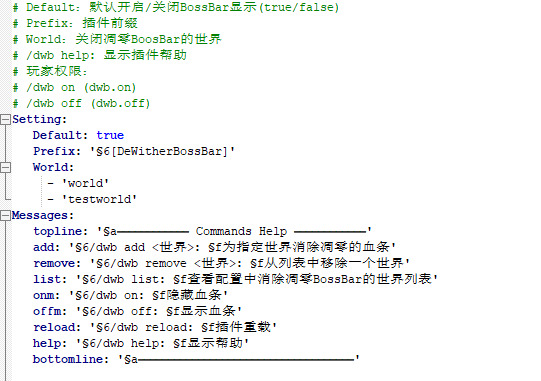 # Default: 默认开启/关闭BossBar显示(true/false)
# Prefix: 插件前缀
# World: 关闭凋零BoosBar的世界
# /dwb help: 显示插件帮助
# 玩家权限:
# /dwb on (dwb.on)
# /dwb off (dwb.off)
Setting:
Default: true
Prefix: '§6[DeWitherBossBar]'
World:
- 'world'
- 'testworld'
Messages:
topline: '§a—————————— Commands Help ——————————'
add: '§6/dwb add <世界>: §f为指定世界消除凋零的血条'
remove: '§6/dwb remove <世界>: §f从列表中移除一个世界'
list: '§6/dwb list: §f查看配置中消除凋零BossBar的世界列表'
onm: '§6/dwb on: §f隐藏血条'
offm: '§6/dwb off: §f显示血条'
reload: '§6/dwb reload: §f插件重载'
help: '§6/dwb help: §f显示帮助'
bottomline: '§a——————————————————————————————'